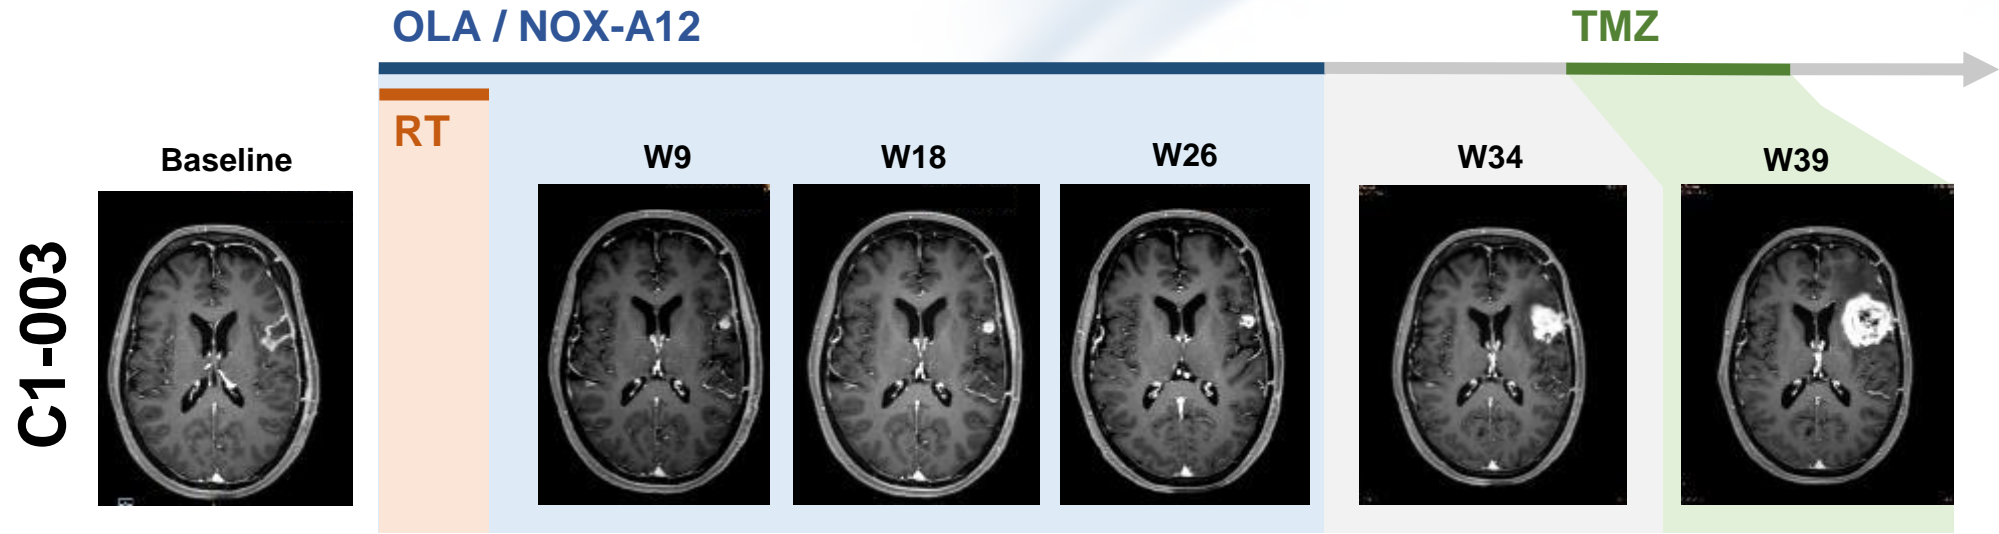 OLA / NOX-A12
TMZ
RT
Baseline
W9
W18
W26
W34
W39
C1-003